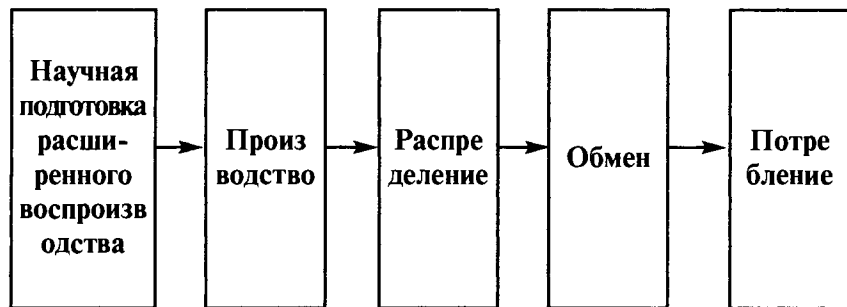 Научная
подготовка
расши-
ренного
воспроизв
одства
Произ
водство
Распре
деление
Обмен
Потре
бление